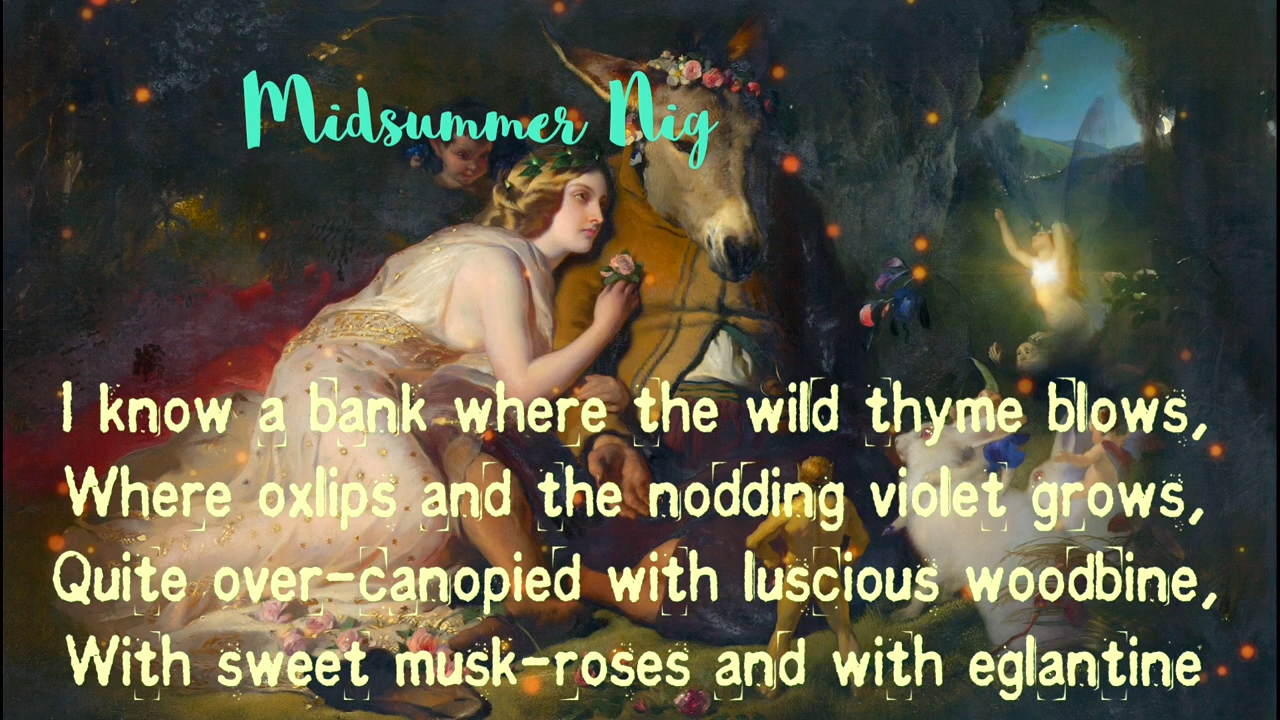 Midsummer Nig
I know a bank where the wild thyme blows,
Where oxlips and the nodding violet grows,
Quite over-canopied with luscious woodbine,
With sweet musk-roses and with eglantine